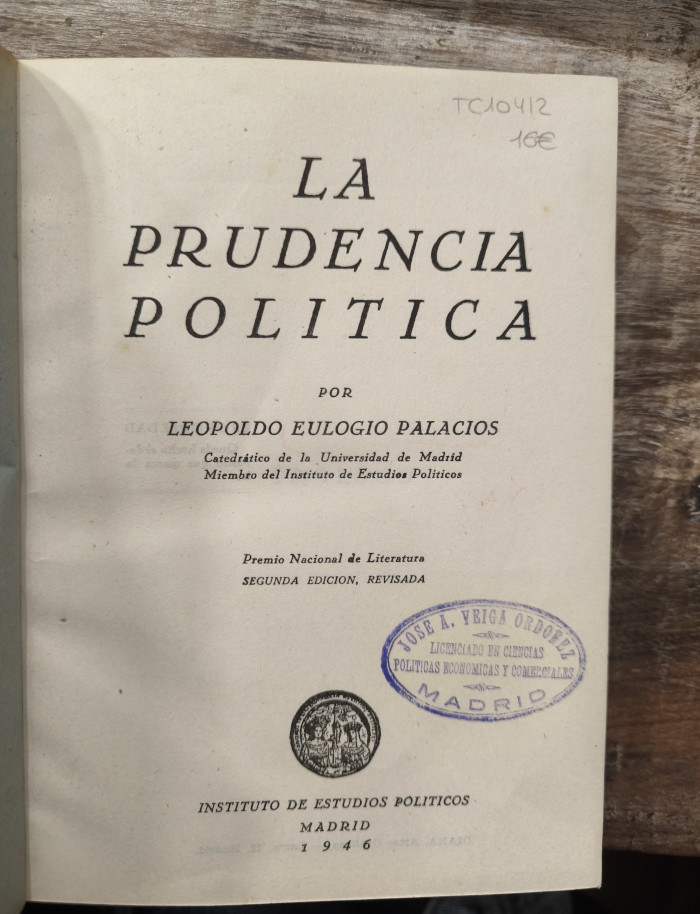 TC10412
16€
LA
PRUDENCIA
POLITICA
POR
LEOPOLDO EULOGIO PALACIOS
Catedrático de la Universidad de Madrid
Miembro del Instituto de Estudios Políticos
Premio Nacional de Literatura
SEGUNDA EDICION, REVISADA
JOSE A. VEIGA ORDOÑEZ
LICENCIADO EN CIENCIAS
POLITICAS ECONOMICAS Y COMERCIALES
MADRID
INSTITUTO DE ESTUDIOS POLITICOS
MADRID
1946